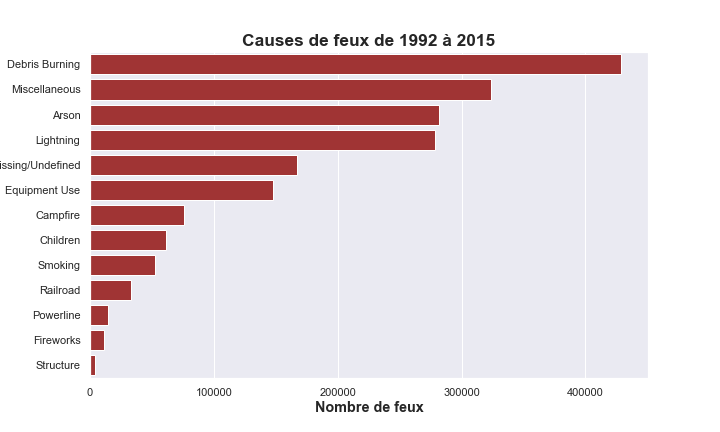 Causes de feux de 1992 à 2015
Debris Burning
Miscellaneous
Arson
Lightning
issing/Undefined
Equipment Use
Campfire
Children
Smoking
Railroad
Powerline
Fireworks
Structure
0 100000 200000 300000 400000
Nombre de feux